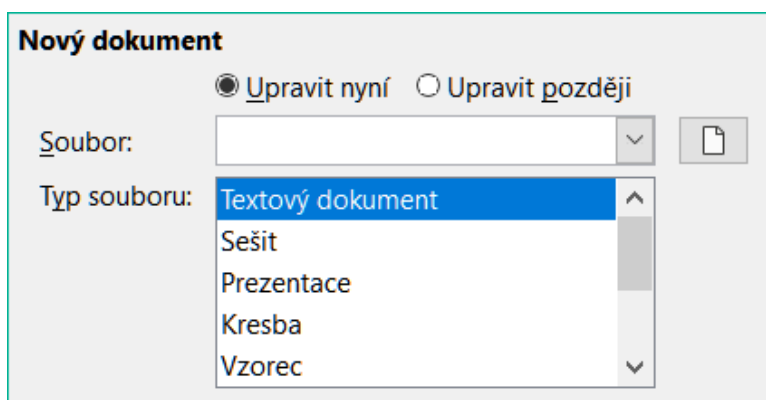 Nový dokument
Upravit nyní Upravit později
Soubor:
Typ souboru: Textový dokument
Sešit
Prezentace
Kresba
Vzorec